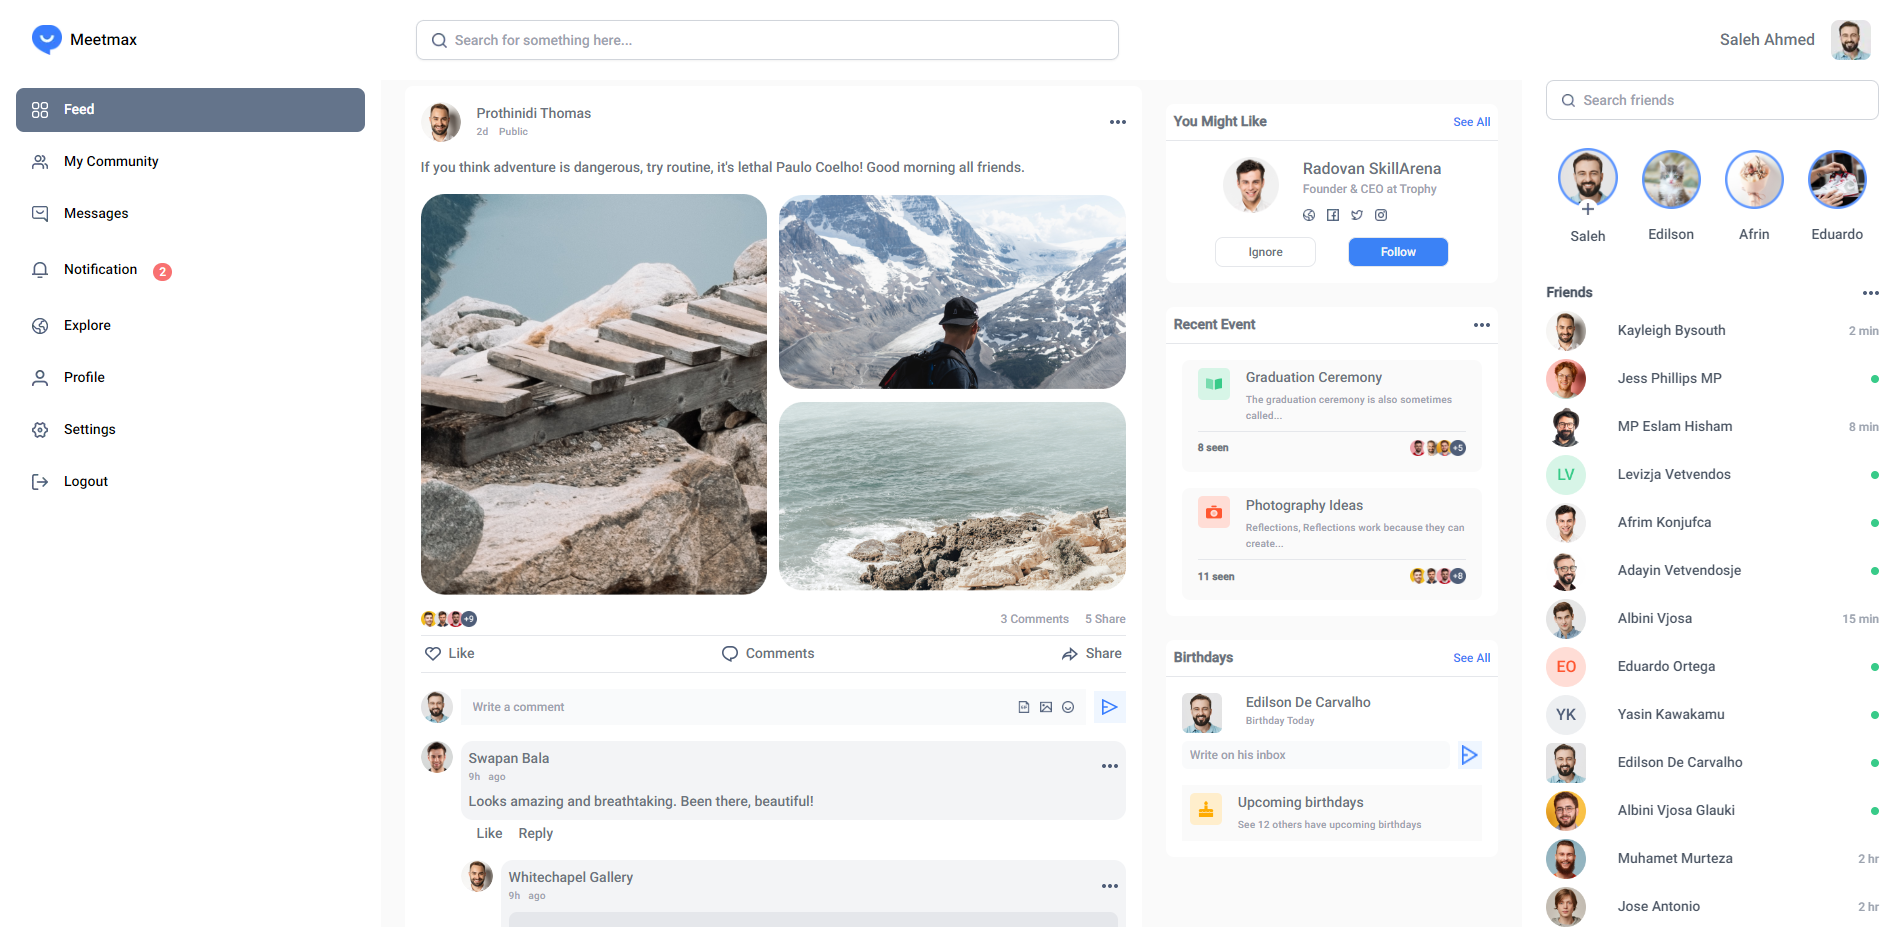 Meetmax
Search for something here...
Saleh Ahmed
Feed
My Community
Messages
Notification
2
Explore
Profile
Settings
Logout
Prothinidi Thomas
2d Public
If you think adventure is dangerous, try routine, it's lethal Paulo Coelho! Good morning all friends.
+9
3 Comments 5 Share
Like
Comments
Share
Write a comment
Swapan Bala
9h ago
Looks amazing and breathtaking. Been there, beautiful!
Like Reply
Whitechapel Gallery
9h ago
You Might Like
See All
Radovan SkillArena
Founder & CEO at Trophy
Ignore
Follow
Recent Event
Graduation Ceremony
The graduation ceremony is also sometimes
called...
8 seen
+5
Photography Ideas
Reflections, Reflections work because they can
create...
11 seen
+8
Birthdays
See All
Edilson De Carvalho
Birthday Today
Write on his inbox
Upcoming birthdays
See 12 others have upcoming birthdays
Search friends
Saleh
Edilson
Afrin
Eduardo
Friends
Kayleigh Bysouth
2 min
Jess Phillips MP
MP Eslam Hisham
8 min
LV
Levizja Vetvendos
Afrim Konjufca
Adayin Vetvendosje
Albini Vjosa
15 min
EO
Eduardo Ortega
YK
Yasin Kawakamu
Edilson De Carvalho
Albini Vjosa Glauki
Muhamet Murteza
2 hr
Jose Antonio
2 hr